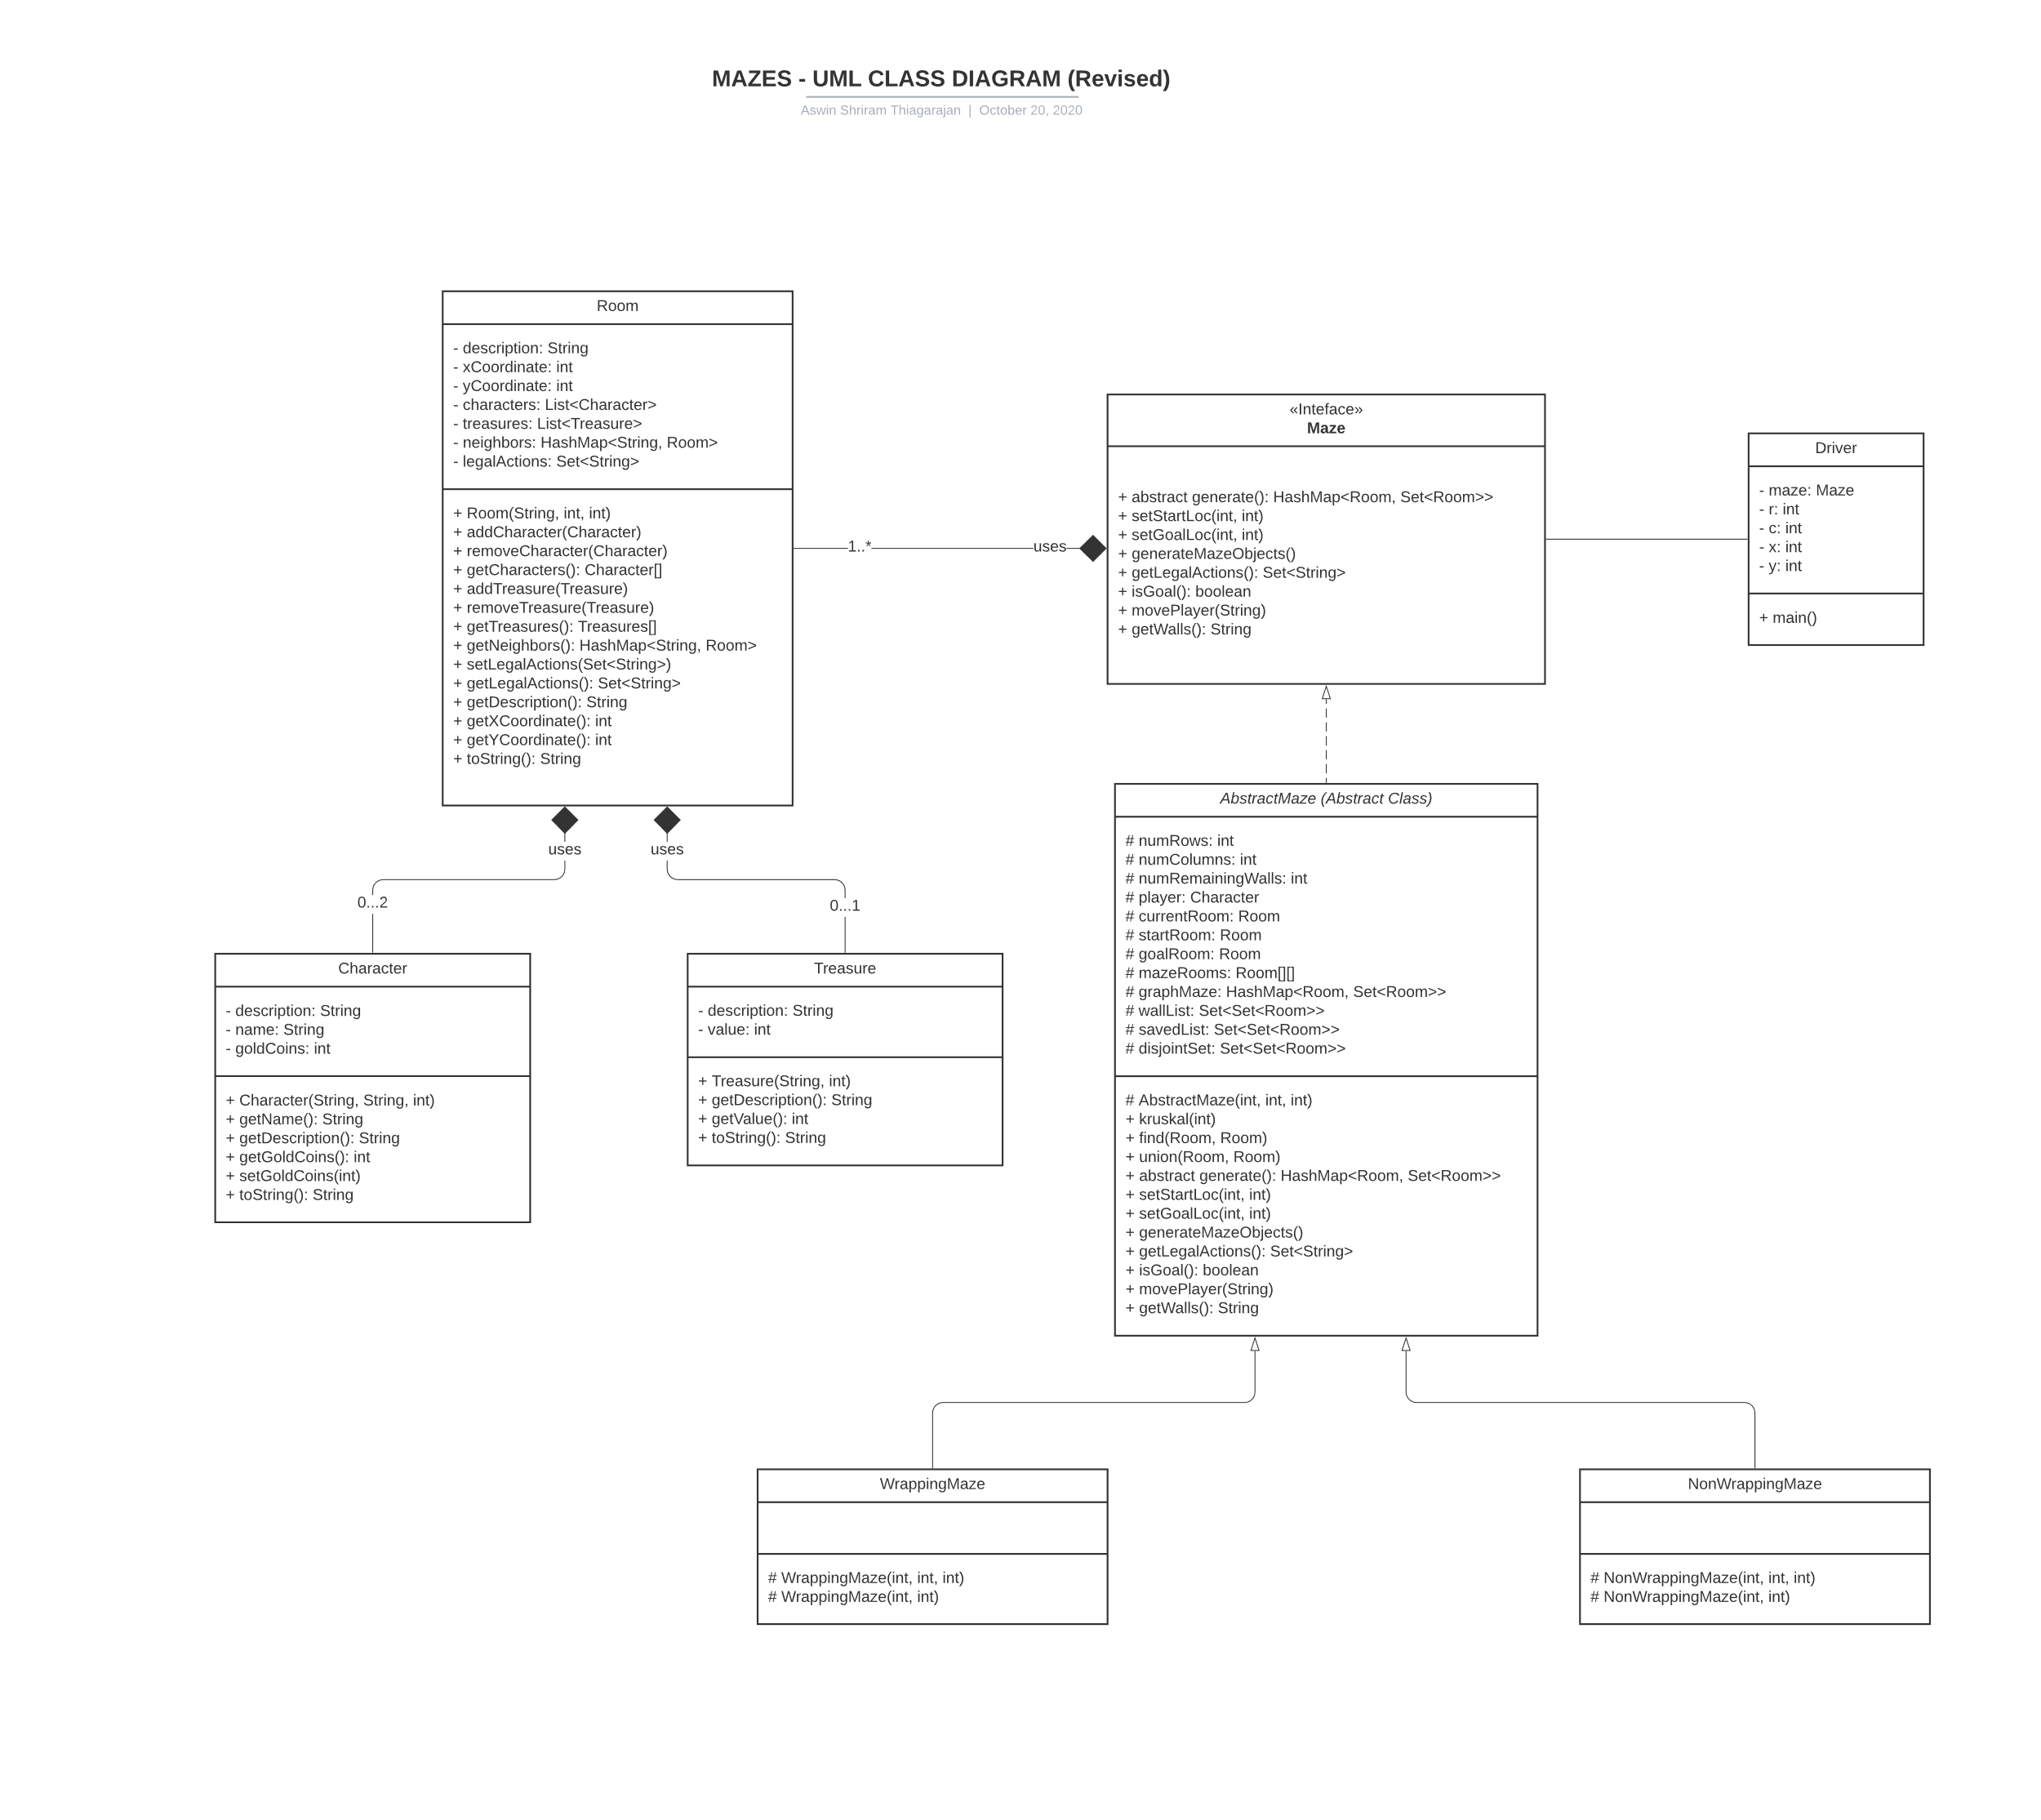 MAZES - UML CLASS DIAGRAM (Revised)
Aswin Shriram Thiagarajan | October 20, 2020
Room
- description: String
- xCoordinate: int
- yCoordinate: int
- characters: List<Character>
- treasures: List<Treasure>
- neighbors: HashMap<String, Room>
- legalActions: Set<String>
+ Room(String, int, int)
+ addCharacter(Character)
+ removeCharacter(Character)
+ getCharacters(): Character[]
+ addTreasure(Treasure)
+ removeTreasure(Treasure)
+ getTreasures(): Treasures[]
+ getNeighbors(): HashMap<String, Room>
+ setLegalActions(Set<String>)
+ getLegalActions(): Set<String>
+ getDescription(): String
+ getXCoordinate(): int
+ getYCoordinate(): int
+ toString(): String
1..*
uses
«Inteface»
Maze
+ abstract generate(): HashMap<Room, Set<Room>>
+ setStartLoc(int, int)
+ setGoalLoc(int, int)
+ generateMazeObjects()
+ getLegalActions(): Set<String>
+ isGoal(): boolean
+ movePlayer(String)
+ getWalls(): String
Driver
- maze: Maze
- r: int
- c: int
- x: int
- y: int
+ main()
uses
uses
0...2
0...1
Character
- description: String
- name: String
- goldCoins: int
+ Character(String, String, int)
+ getName(): String
+ getDescription(): String
+ getGoldCoins(): int
+ setGoldCoins(int)
+ toString(): String
Treasure
- description: String
- value: int
+ Treasure(String, int)
+ getDescription(): String
+ getValue(): int
+ toString(): String
AbstractMaze (Abstract Class)
# numRows: int
# numColumns: int
# numRemainingWalls: int
# player: Character
# currentRoom: Room
# startRoom: Room
# goalRoom: Room
# mazeRooms: Room[][]
# graphMaze: HashMap<Room, Set<Room>>
# wallList: Set<Set<Room>>
# savedList: Set<Set<Room>>
# disjointSet: Set<Set<Room>>
# AbstractMaze(int, int, int)
+ kruskal(int)
+ find(Room, Room)
+ union(Room, Room)
+ abstract generate(): HashMap<Room, Set<Room>>
+ setStartLoc(int, int)
+ setGoalLoc(int, int)
+ generateMazeObjects()
+ getLegalActions(): Set<String>
+ isGoal(): boolean
+ movePlayer(String)
+ getWalls(): String
WrappingMaze
# WrappingMaze(int, int, int)
# WrappingMaze(int, int)
NonWrappingMaze
# NonWrappingMaze(int, int, int)
# NonWrappingMaze(int, int)